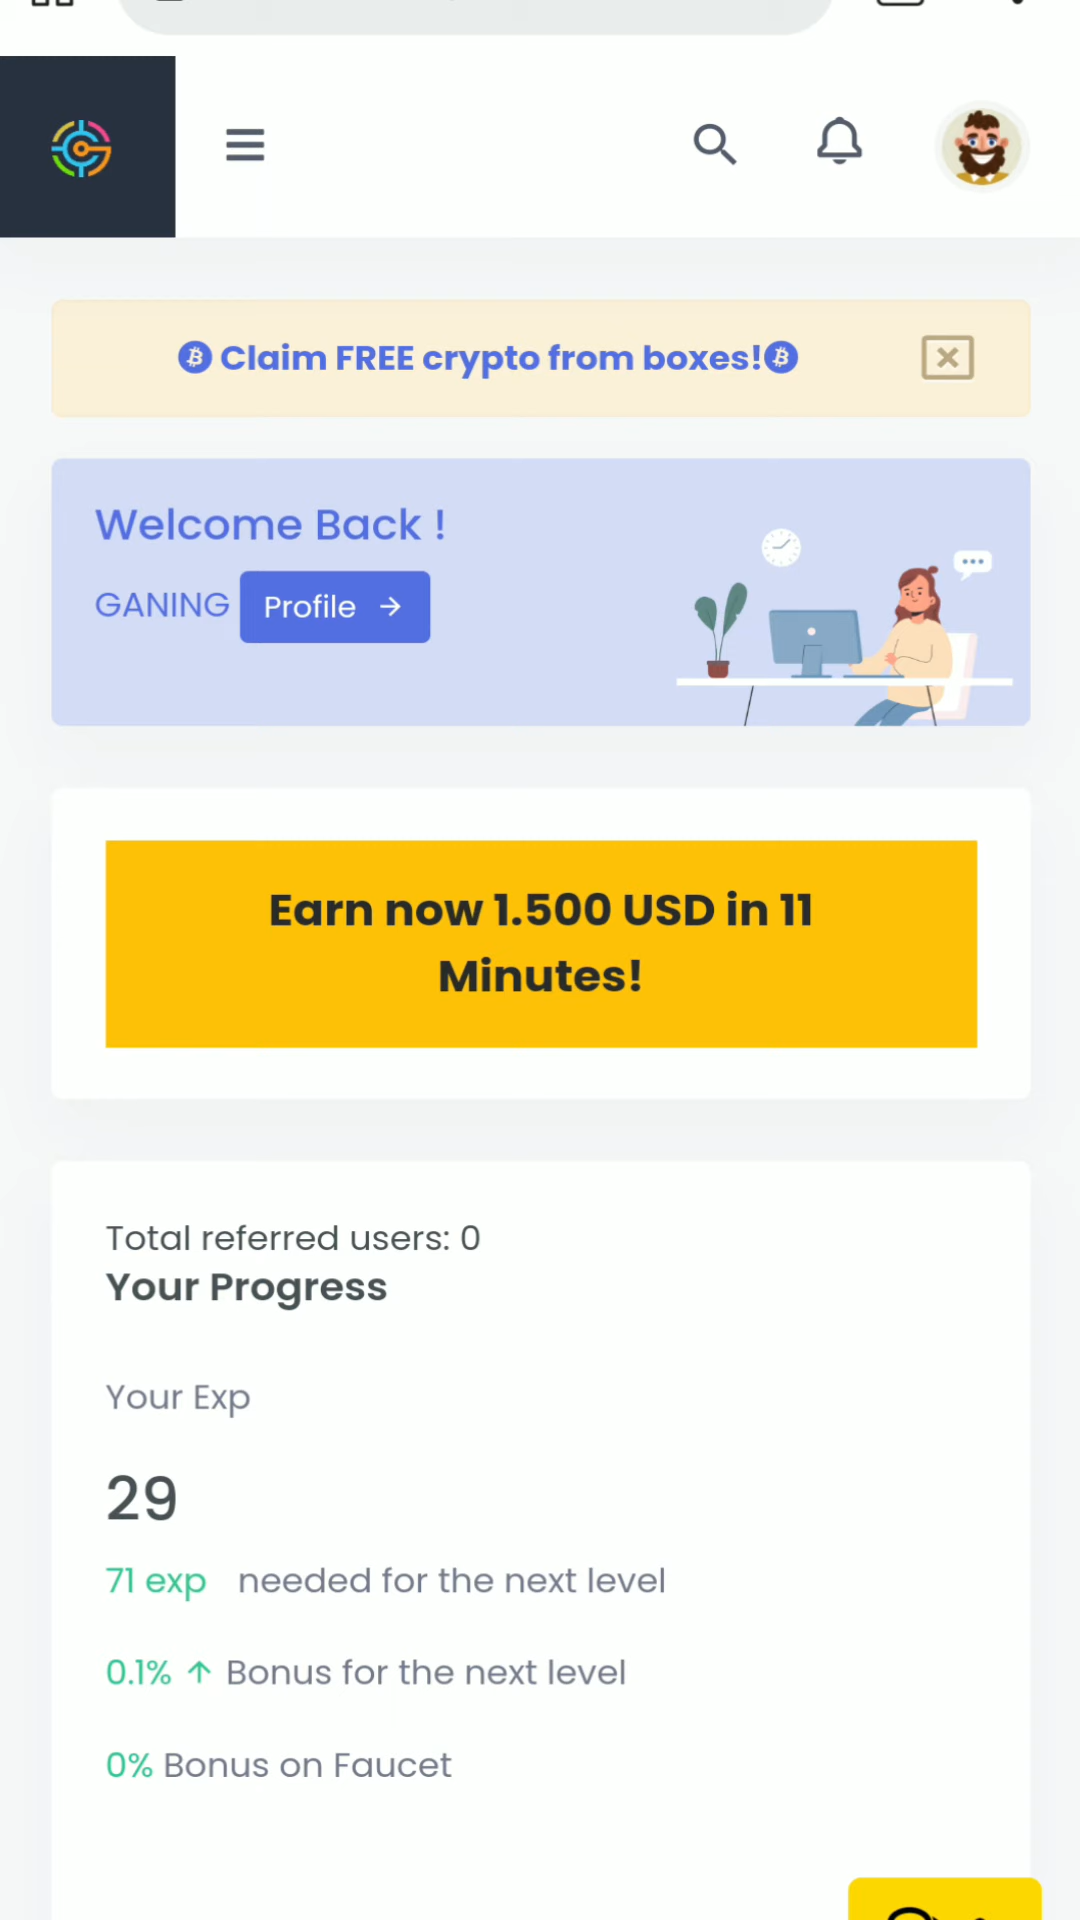 Claim FREE crypto from boxes!
Welcome Back !
GANING Profile →
Earn now 1.500 USD in 11
Minutes!
Total referred users: 0
Your Progress
Your Exp
29
71 exp needed for the next level
0.1% ↑ Bonus for the next level
0% Bonus on Faucet